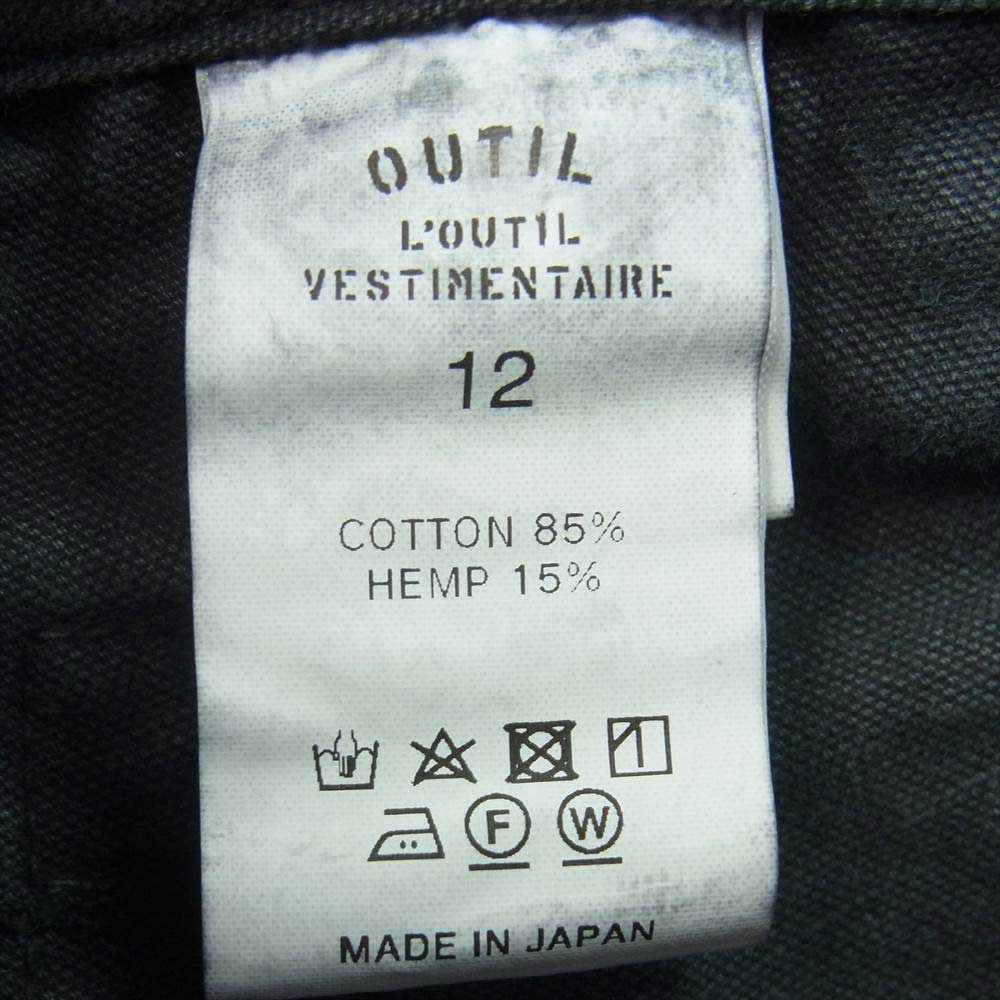 OUTIL
L'OUTIL
VESTIMENTAIRE
12
COTTON 85%
HEMP 15%
F W
MADE IN JAPAN